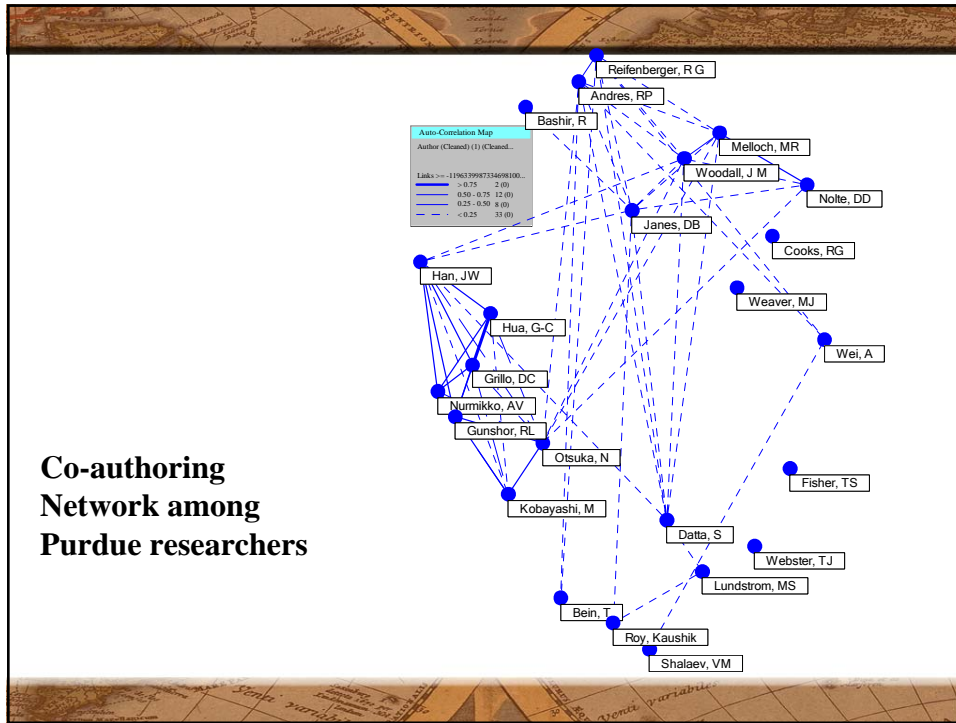 Reifenberger, R G
Andres, RP
Bashir, R
Auto-Correlation Map
Author (Cleaned) (1) (Cleaned...
Links >= -1196339987334698100...
> 0.75 2 (0)
0.50 - 0.75 12 (0)
0.25 - 0.50 8 (0)
< 0.25 33 (0)
Melloch, MR
Woodall, J M
Nolte, DD
Janes, DB
Cooks, RG
Han, JW
Weaver, MJ
Hua, G-C
Wei, A
Grillo, DC
Nurmikko, AV
Gunshor, RL
Otsuka, N
Fisher, TS
Kobayashi, M
Co-authoring
Network among
Purdue researchers
Datta, S
Webster, TJ
Lundstrom, MS
Bein, T
Roy, Kaushik
Shalaev, VM
Venti
variabiles